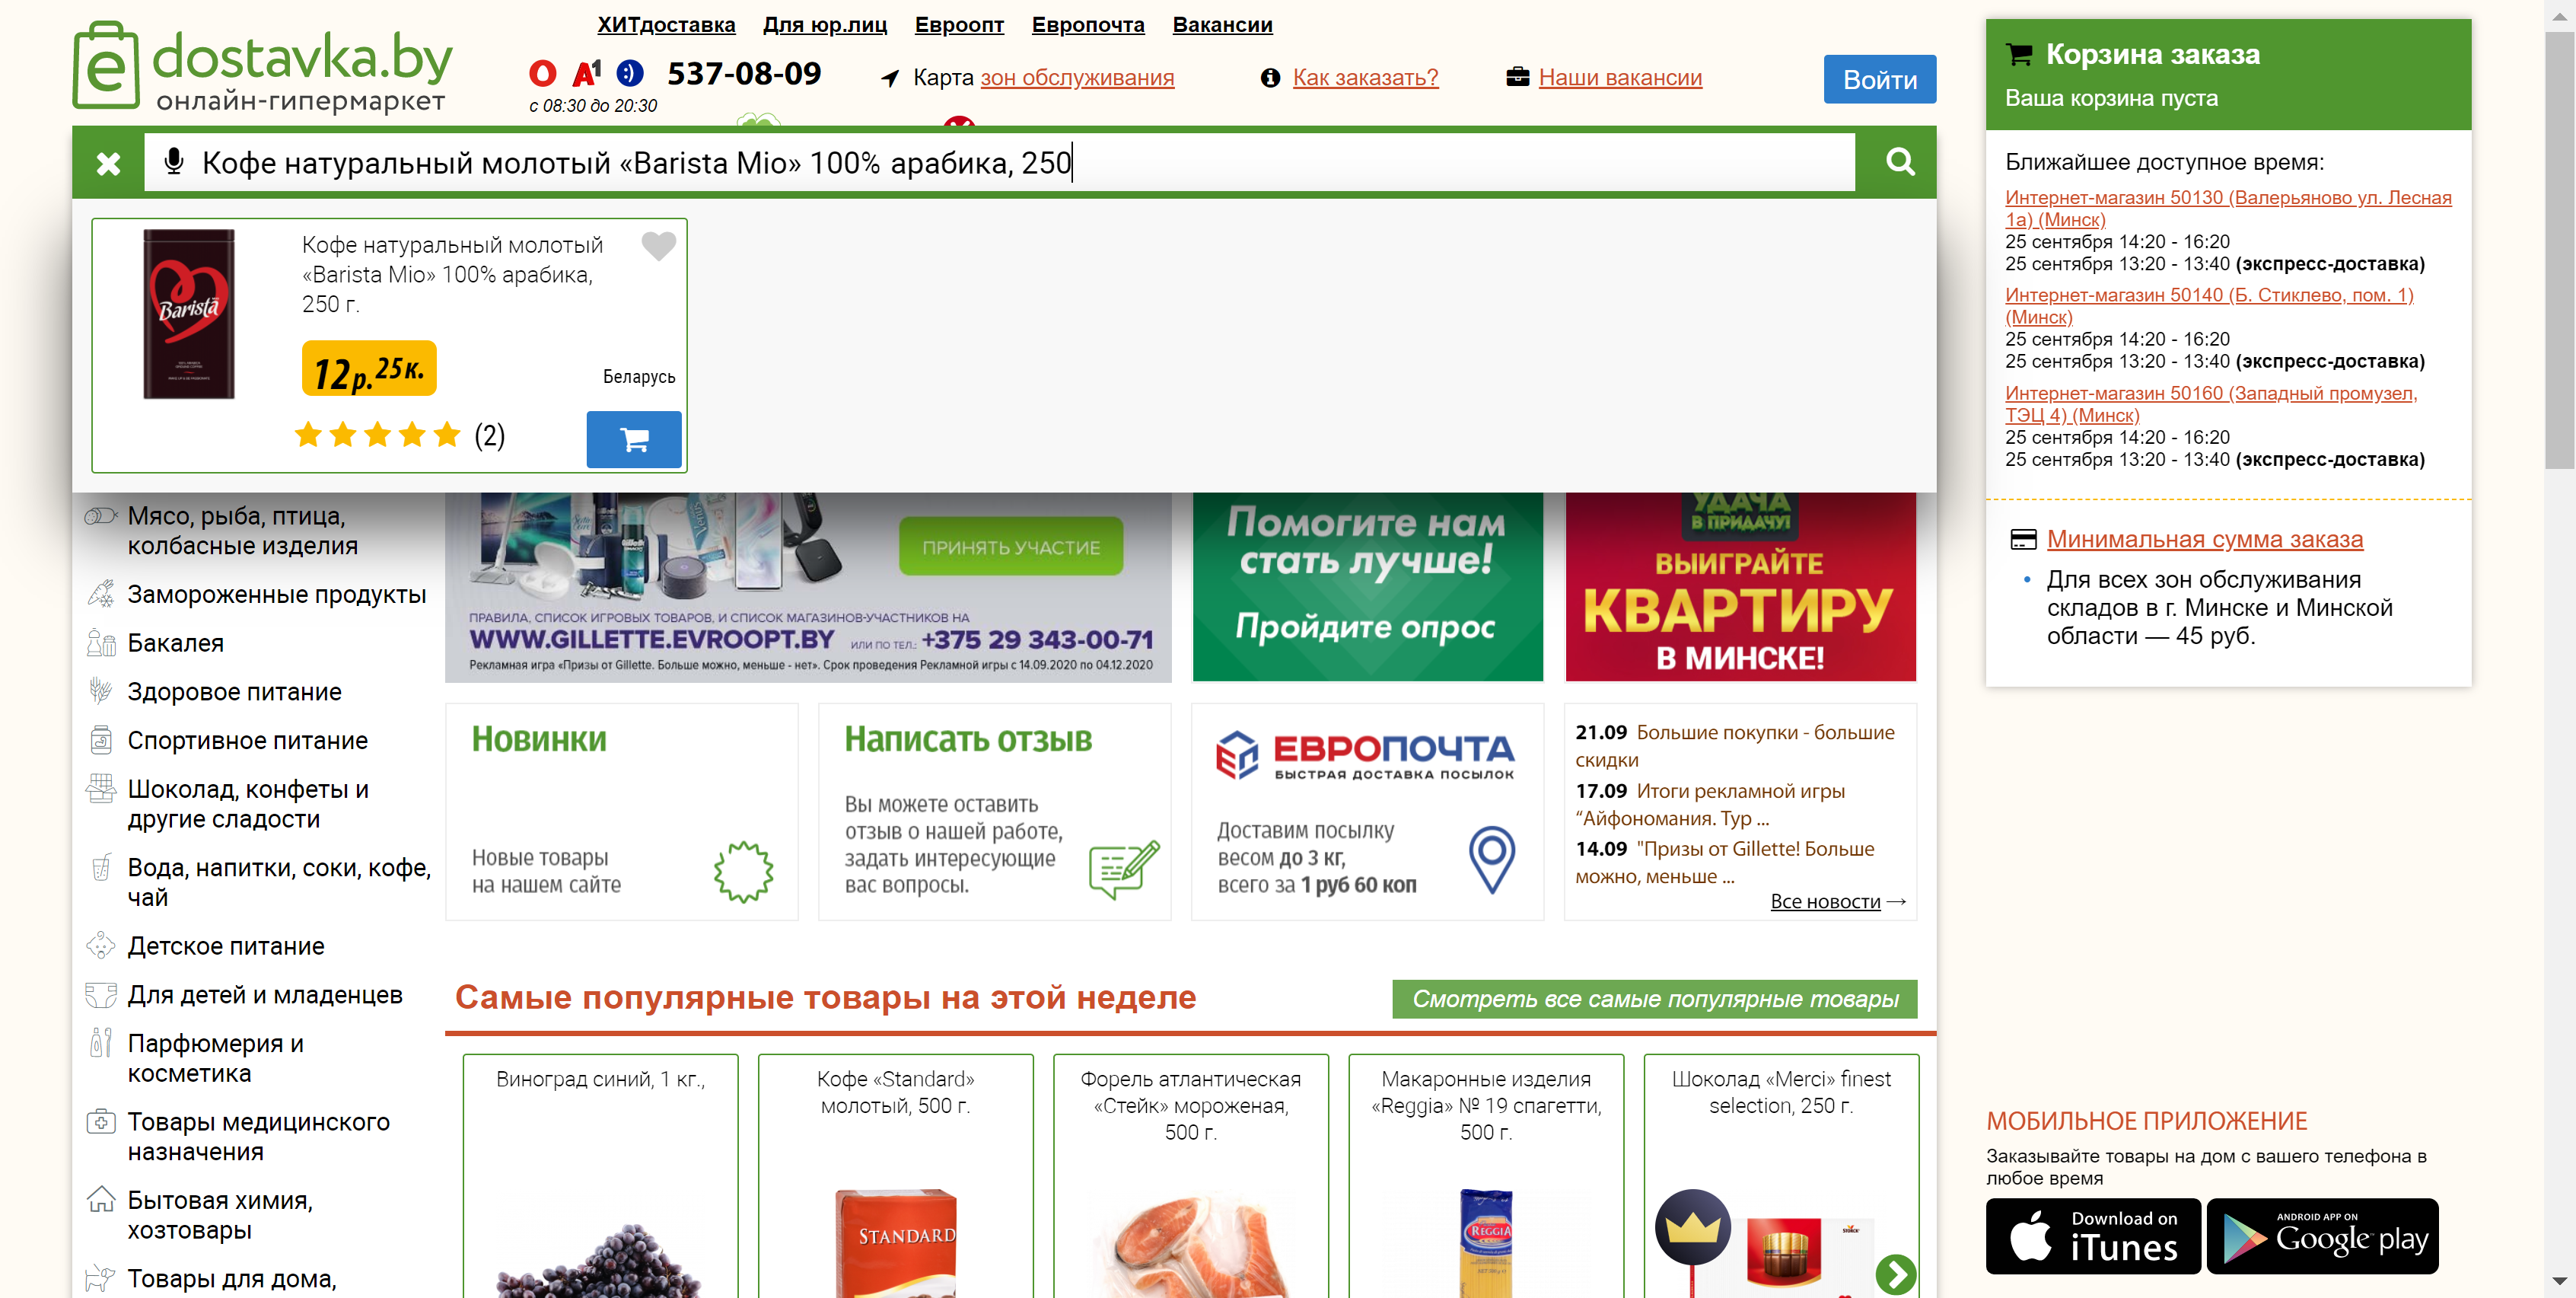 ХИТдоставка Для юр.лиц Евроопт Европочта Вакансии
e dostavka.by
онлайн-гипермаркет
A1 :) 537-08-09
с 08:30 до 20:30
Карта зон обслуживания
Как заказать?
Наши вакансии
Войти
Кофе натуральный молотый «Barista Mio» 100% арабика, 250
Кофе натуральный молотый
«Barista Mio» 100% арабика,
250 г.
Barista
12р.25к.
Беларусь
(2)
Мясо, рыба, птица,
колбасные изделия
Замороженные продукты
Бакалея
Здоровое питание
Спортивное питание
Шоколад, конфеты и
другие сладости
Вода, напитки, соки, кофе,
чай
Детское питание
Для детей и младенцев
Парфюмерия и
косметика
Товары медицинского
назначения
Бытовая химия,
хозтовары
Товары для дома,
ПРИНЯТЬ УЧАСТИЕ
ПРАВИЛА, СПИСОК ИГРОВЫХ ТОВАРОВ, И СПИСОК МАГАЗИНОВ-УЧАСТНИКОВ НА
WWW.GILLETTE.EVROOPT.BY ИЛИ ПО ТЕЛ.: +375 29 343-00-71
Рекламная игра «Призы от Gillette. Больше можно, меньше - нет». Срок проведения Рекламной игры с 14.09.2020 по 04.12.2020
Помогите нам
стать лучше!
Пройдите опрос
УДАЧА
В ПРИДАЧУ!
ВЫИГРАЙТЕ
КВАРТИРУ
В МИНСКЕ!
Новинки
Новые товары
на нашем сайте
Написать отзыв
Вы можете оставить
отзыв о нашей работе,
задать интересующие
вас вопросы.
ЕВРОПОЧТА
БЫСТРАЯ ДОСТАВКА ПОСЫЛОК
Доставим посылку
весом до 3 кг,
всего за 1 руб 60 коп
21.09 Большие покупки - большие
скидки
17.09 Итоги рекламной игры
“Айфономания. Тур ...
14.09 "Призы от Gillette! Больше
можно, меньше ...
Все новости →
Самые популярные товары на этой неделе
Смотреть все самые популярные товары
Виноград синий, 1 кг.,
Кофе «Standard»
молотый, 500 г.
STANDARD
Форель атлантическая
«Стейк» мороженая,
500 г.
Макаронные изделия
«Reggia» № 19 спагетти,
500 г.
REGGIA
Шоколад «Merci» finest
selection, 250 г.
STORCK
Корзина заказа
Ваша корзина пуста
Ближайшее доступное время:
Интернет-магазин 50130 (Валерьяново ул. Лесная
1а) (Минск)
25 сентября 14:20 - 16:20
25 сентября 13:20 - 13:40 (экспресс-доставка)
Интернет-магазин 50140 (Б. Стиклево, пом. 1)
(Минск)
25 сентября 14:20 - 16:20
25 сентября 13:20 - 13:40 (экспресс-доставка)
Интернет-магазин 50160 (Западный промузел,
ТЭЦ 4) (Минск)
25 сентября 14:20 - 16:20
25 сентября 13:20 - 13:40 (экспресс-доставка)
Минимальная сумма заказа
• Для всех зон обслуживания
складов в г. Минске и Минской
области — 45 руб.
МОБИЛЬНОЕ ПРИЛОЖЕНИЕ
Заказывайте товары на дом с вашего телефона в
любое время
Download on
iTunes
ANDROID APP ON
Google play